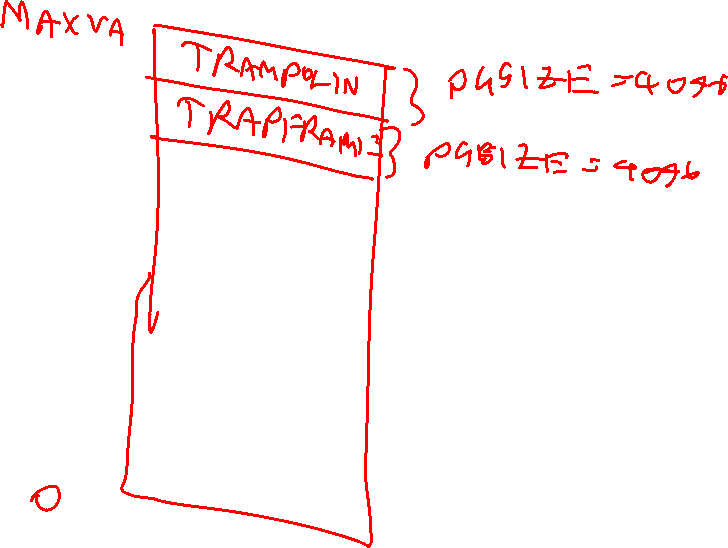 MAXVA
TRAMPOLIN
PGSIZE = 4096
TRAPFRAME
PGSIZE = 4096
0